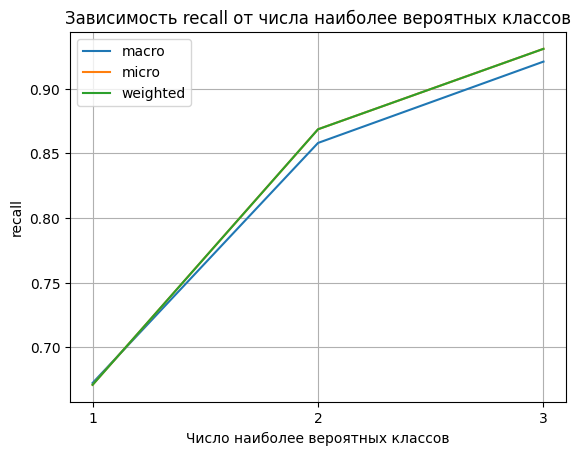 Зависимость recall от числа наиболее вероятных классов
macro
micro
weighted
0.90
0.85
0.80
0.75
0.70
recall
1 2 3
Число наиболее вероятных классов